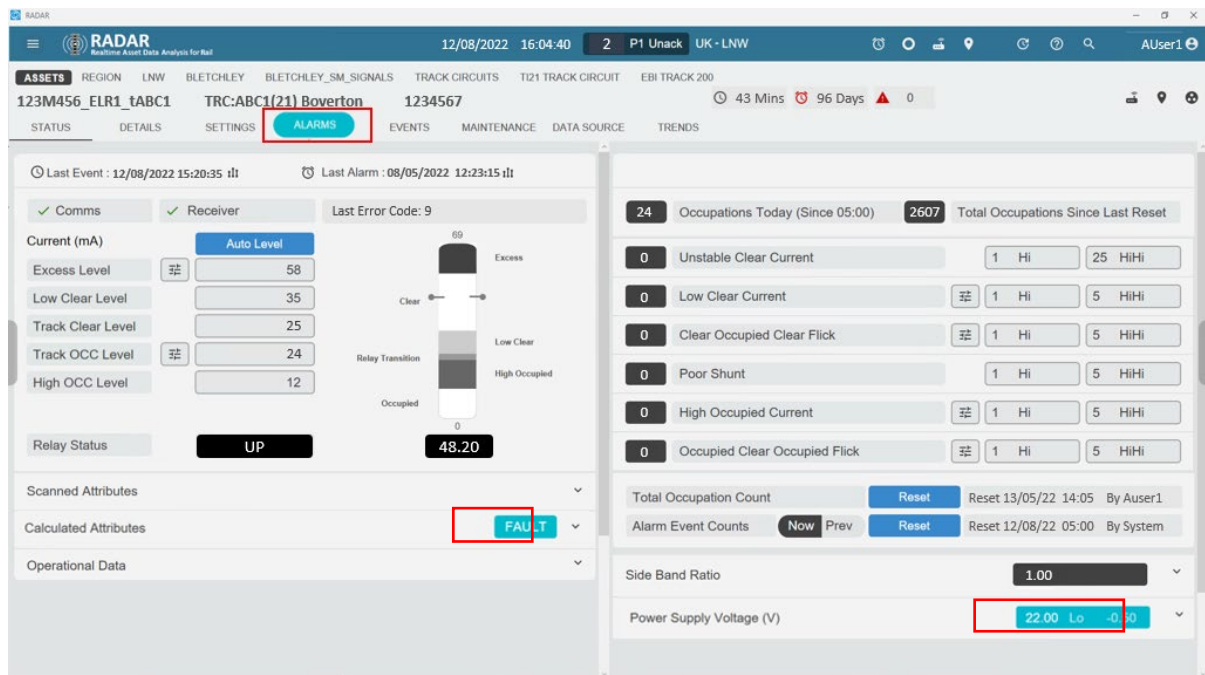 RADAR
RADAR
Realtime Asset Data Analysis for Rail
12/08/2022 16:04:40 2 P1 Unack UK - LNW AUser1
ASSETS REGION LNW BLETCHLEY BLETCHLEY_SM_SIGNALS TRACK CIRCUITS TI21 TRACK CIRCUIT EBI TRACK 200
123M456_ELR1_tABC1 TRC:ABC1(21) Boverton 1234567 43 Mins 96 Days 0
STATUS DETAILS SETTINGS ALARMS EVENTS MAINTENANCE DATA SOURCE TRENDS
Last Event : 12/08/2022 15:20:35 Last Alarm : 08/05/2022 12:23:15
Comms Receiver Last Error Code: 9
Current (mA) Auto Level
Excess Level 58
Low Clear Level 35
Track Clear Level 25
Track OCC Level 24
High OCC Level 12
69
Excess
Clear
Low Clear
Relay Transition
High Occupied
Occupied
0
Relay Status UP 48.20
Scanned Attributes
Calculated Attributes FAULT
Operational Data
24 Occupations Today (Since 05:00) 2607 Total Occupations Since Last Reset
0 Unstable Clear Current 1 Hi 25 HiHi
0 Low Clear Current 1 Hi 5 HiHi
0 Clear Occupied Clear Flick 1 Hi 5 HiHi
0 Poor Shunt 1 Hi 5 HiHi
0 High Occupied Current 1 Hi 5 HiHi
0 Occupied Clear Occupied Flick 1 Hi 5 HiHi
Total Occupation Count Reset Reset 13/05/22 14:05 By Auser1
Alarm Event Counts Now Prev Reset Reset 12/08/22 05:00 By System
Side Band Ratio 1.00
Power Supply Voltage (V) 22.00 Lo -0.50